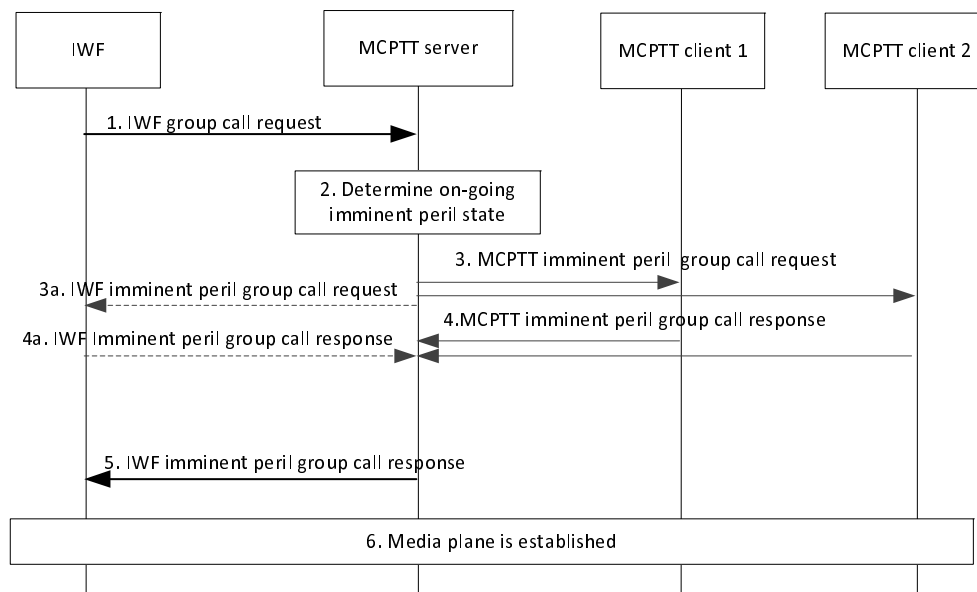 IWF
MCPTT server
MCPTT client 1
MCPTT client 2
1. IWF group call request
2. Determine on-going
imminent peril state
3. MCPTT imminent peril group call request
3a. IWF imminent peril group call request
4.MCPTT imminent peril group call response
4a. IWF Imminent peril group call response
5. IWF imminent peril group call response
6. Media plane is established